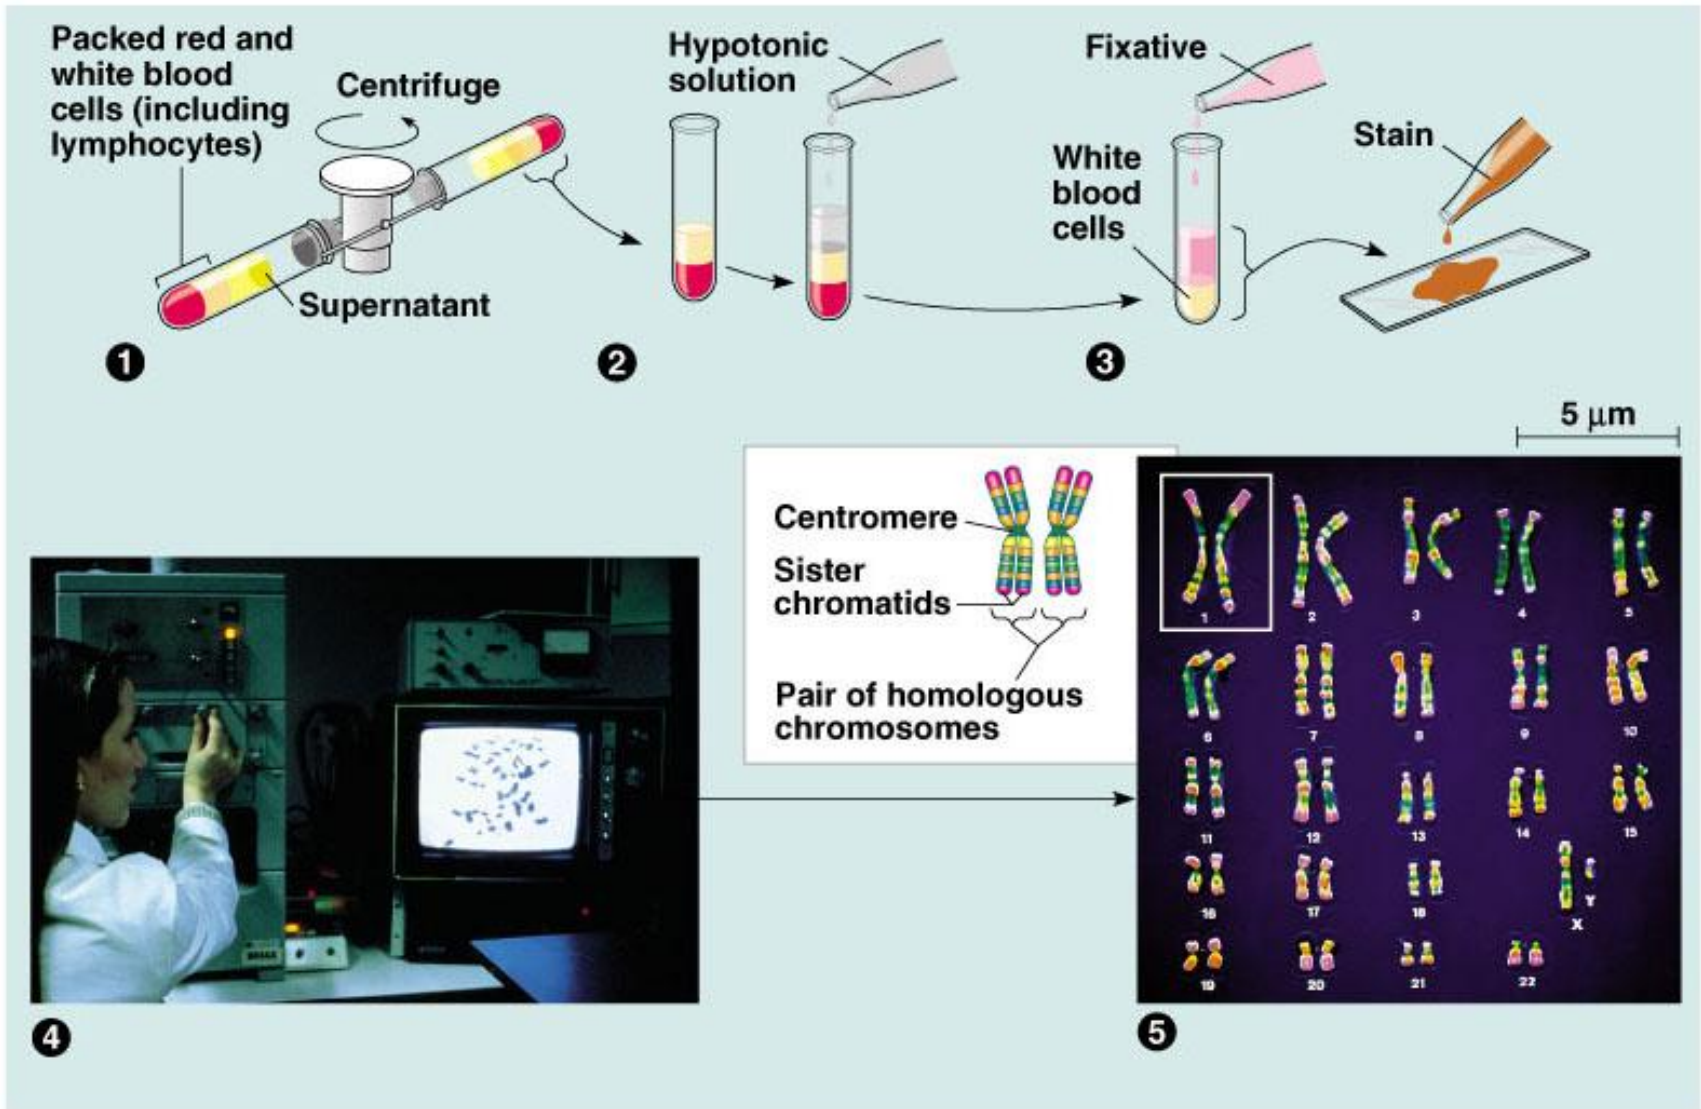 Packed red and
white blood
cells (including
lymphocytes)
Centrifuge
Supernatant
1
Hypotonic
solution
2
Fixative
White
blood
cells
Stain
3
5 μm
Centromere
Sister
chromatids
Pair of homologous
chromosomes
4
1 2 3 4 5
6 7 8 9 10
11 12 13 14 15
16 17 18
X Y
19 20 21 22
5